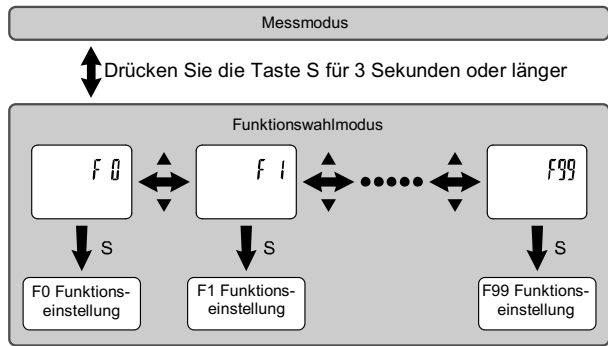 Messmodus
Drücken Sie die Taste S für 3 Sekunden oder länger
Funktionswahlmodus
F 0
F 1
F99
S
S
S
F0 Funktions-
einstellung
F1 Funktions-
einstellung
F99 Funktions-
einstellung